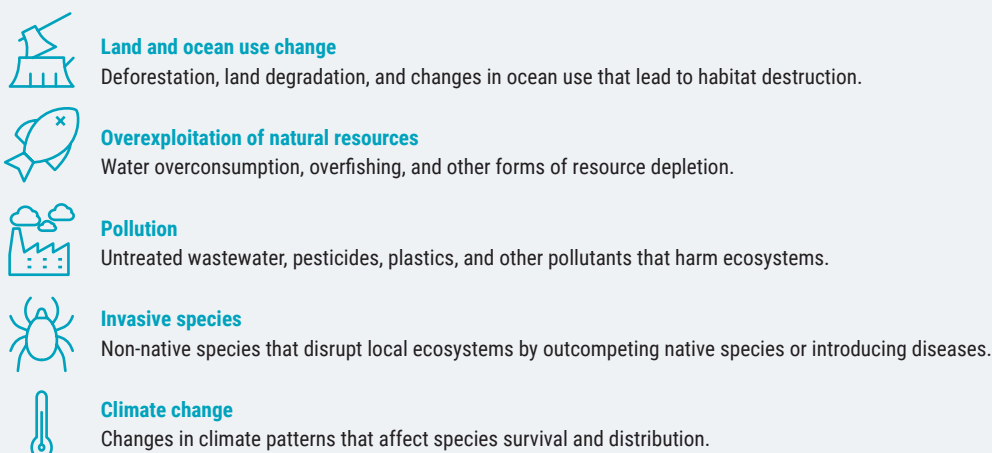 Land and ocean use change
Deforestation, land degradation, and changes in ocean use that lead to habitat destruction.
Overexploitation of natural resources
Water overconsumption, overfishing, and other forms of resource depletion.
Pollution
Untreated wastewater, pesticides, plastics, and other pollutants that harm ecosystems.
Invasive species
Non-native species that disrupt local ecosystems by outcompeting native species or introducing diseases.
Climate change
Changes in climate patterns that affect species survival and distribution.